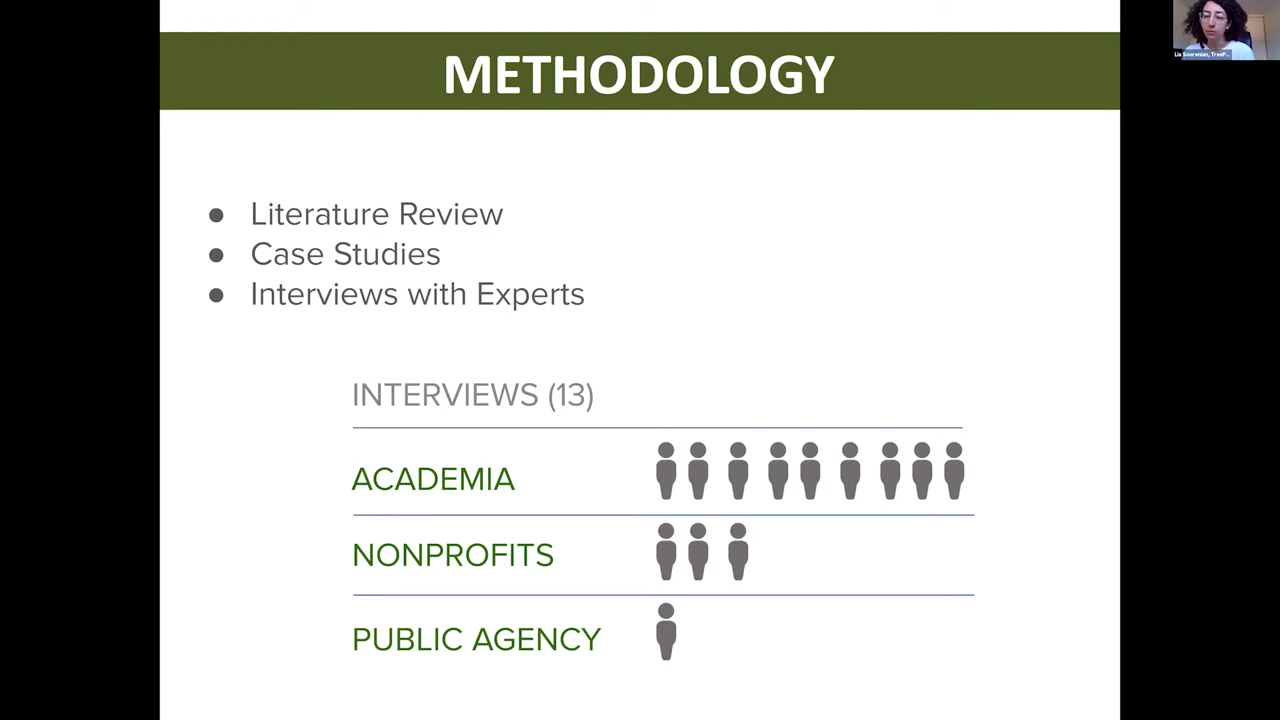 METHODOLOGY
Literature Review
Case Studies
Interviews with Experts
INTERVIEWS (13)
ACADEMIA
NONPROFITS
PUBLIC AGENCY